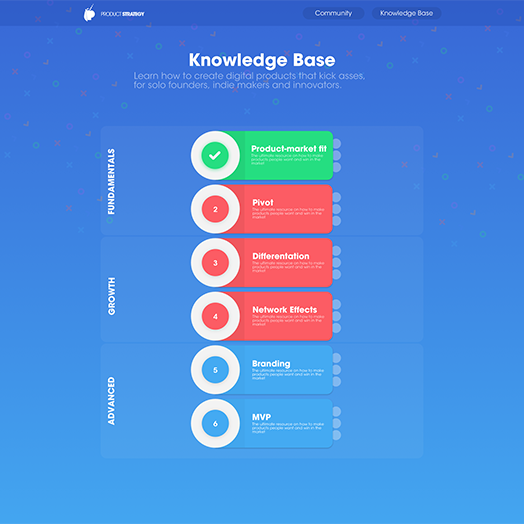 PRODUCT STRATEGY
Community
Knowledge Base
Knowledge Base
Learn how to create digital products that kick asses,
for solo founders, indie makers and innovators.
FUNDAMENTALS
Product-market fit
The ultimate resource on how to make
products people want and win in the
market
2
Pivot
The ultimate resource on how to make
products people want and win in the
market
GROWTH
3
Differentation
The ultimate resource on how to make
products people want and win in the
market
4
Network Effects
The ultimate resource on how to make
products people want and win in the
market
ADVANCED
5
Branding
The ultimate resource on how to make
products people want and win in the
market
6
MVP
The ultimate resource on how to make
products people want and win in the
market